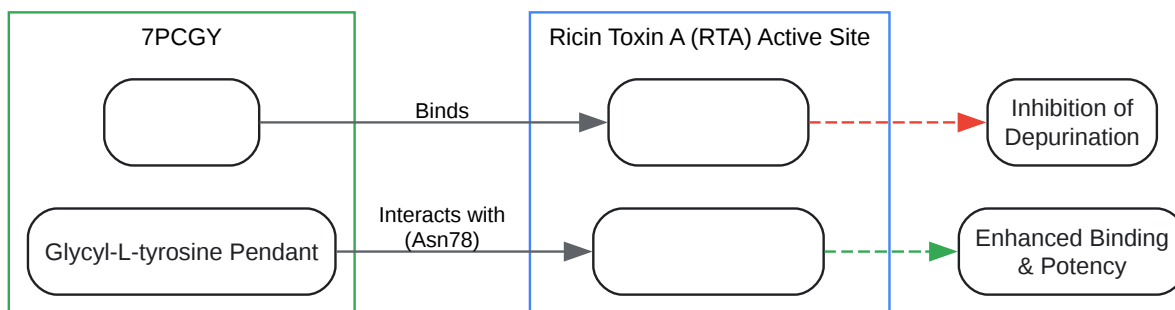 7PCGY
Ricin Toxin A (RTA) Active Site
Binds
Inhibition of
Depurination
Glycyl-L-tyrosine Pendant
Interacts with
(Asn78)
Enhanced Binding
& Potency